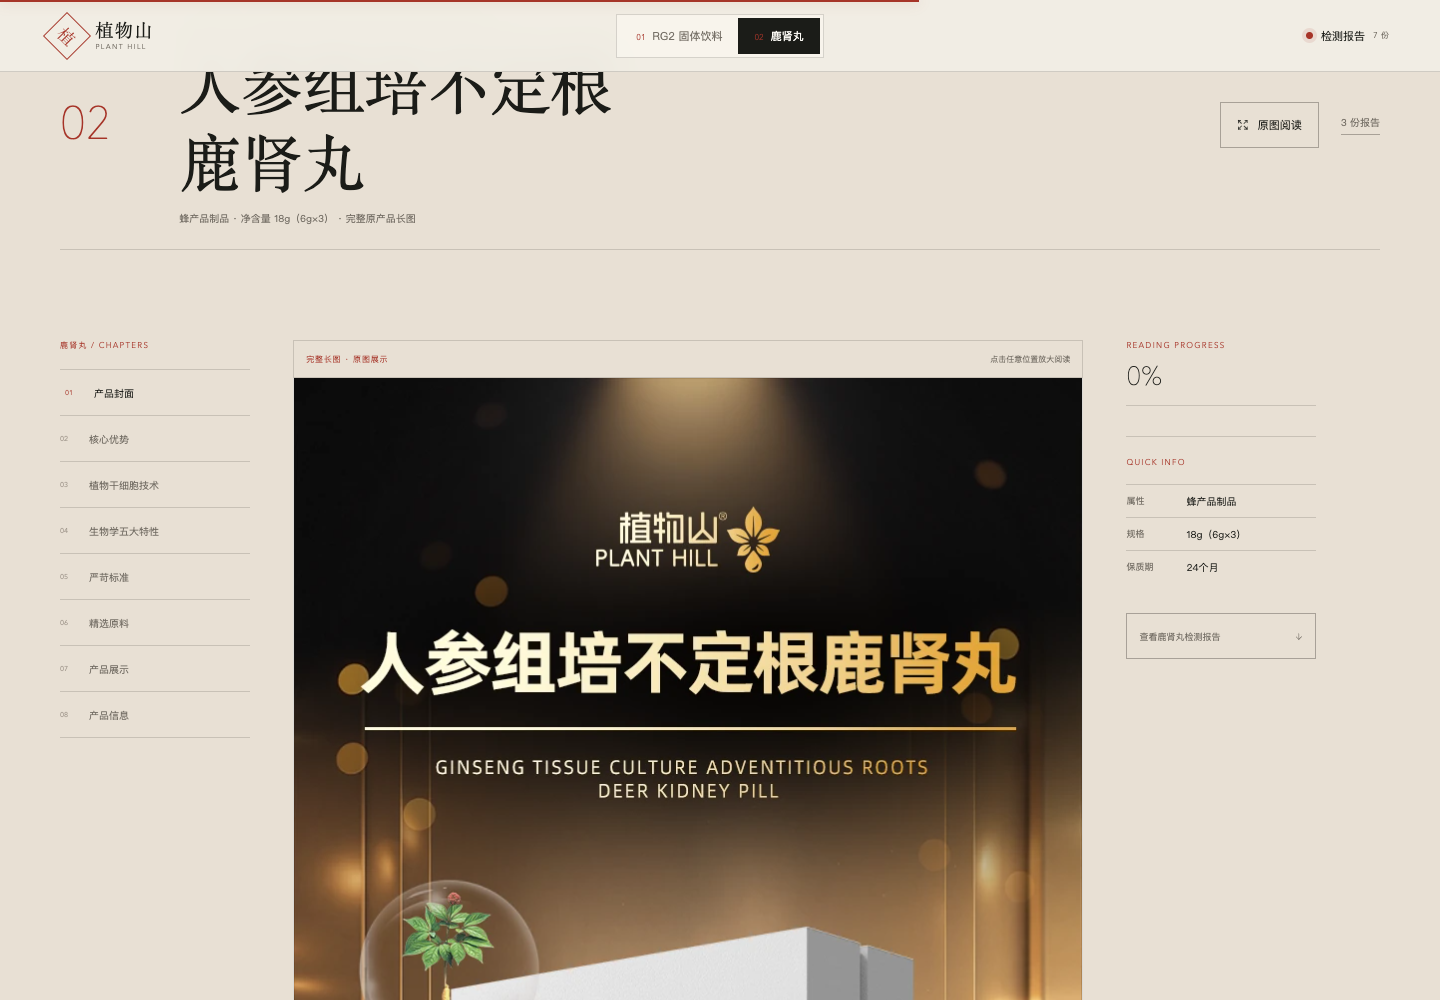 植
植物山
PLANT HILL
01 RG2 固体饮料
02 鹿肾丸
检测报告 7 份
02
人参组培不定根
鹿肾丸
蜂产品制品 · 净含量 18g（6g×3） · 完整原产品长图
原图阅读
3 份报告
鹿肾丸 / CHAPTERS
01 产品封面
02 核心优势
03 植物干细胞技术
04 生物学五大特性
05 严苛标准
06 精选原料
07 产品展示
08 产品信息
完整长图 · 原图展示
点击任意位置放大阅读
植物山®
PLANT HILL
人参组培不定根鹿肾丸
GINSENG TISSUE CULTURE ADVENTITIOUS ROOTS
DEER KIDNEY PILL
READING PROGRESS
0%
QUICK INFO
属性 蜂产品制品
规格 18g（6g×3）
保质期 24个月
查看鹿肾丸检测报告 ↓